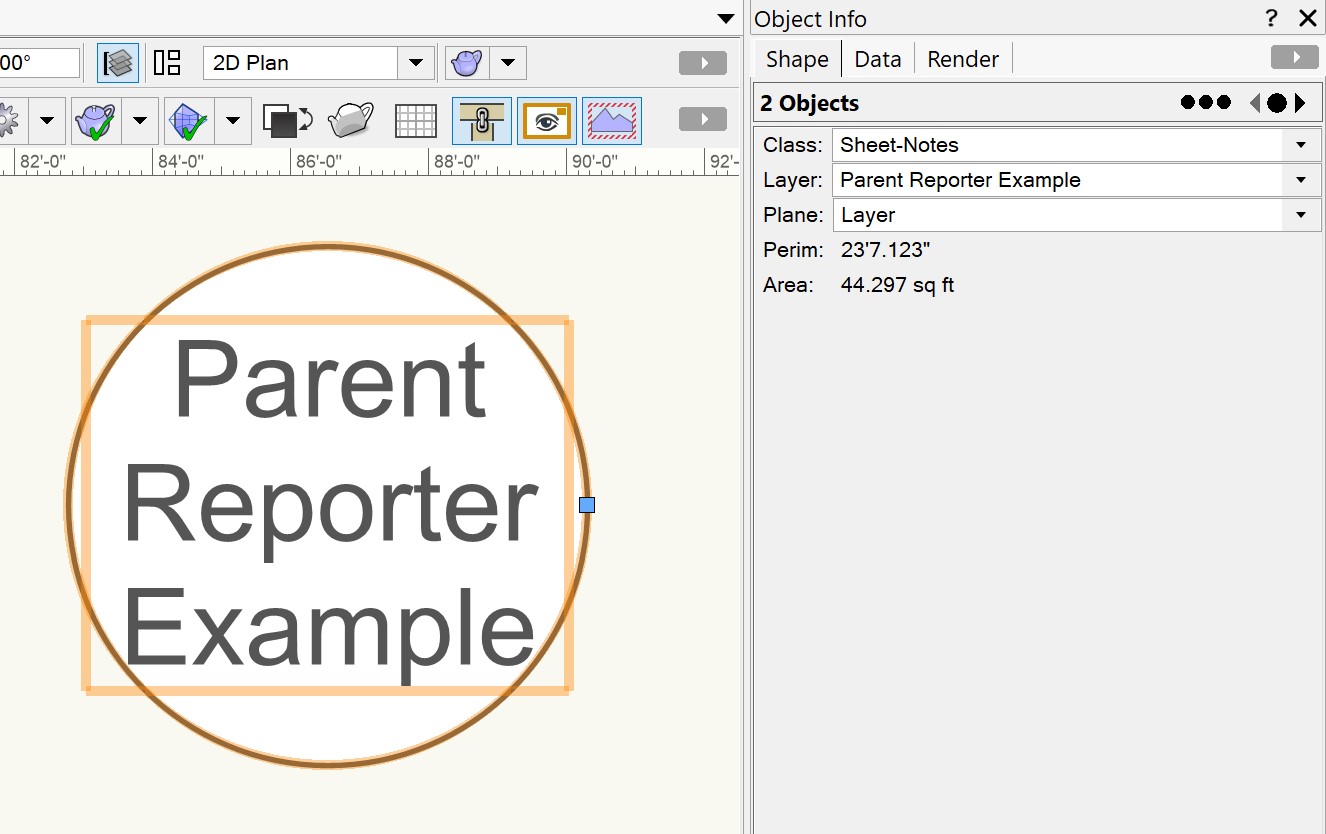 Object Info ? ×
00° 2D Plan
Shape Data Render
2 Objects
82'-0" 84'-0" 86'-0" 88'-0" 90'-0" 92'-
Class: Sheet-Notes
Layer: Parent Reporter Example
Plane: Layer
Perim: 23'7.123"
Area: 44.297 sq ft
Parent
Reporter
Example